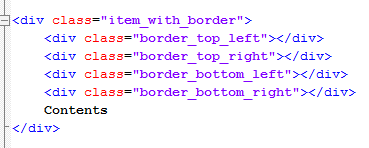 <div class="item_with_border">
<div class="border_top_left"></div>
<div class="border_top_right"></div>
<div class="border_bottom_left"></div>
<div class="border_bottom_right"></div>
Contents
</div>